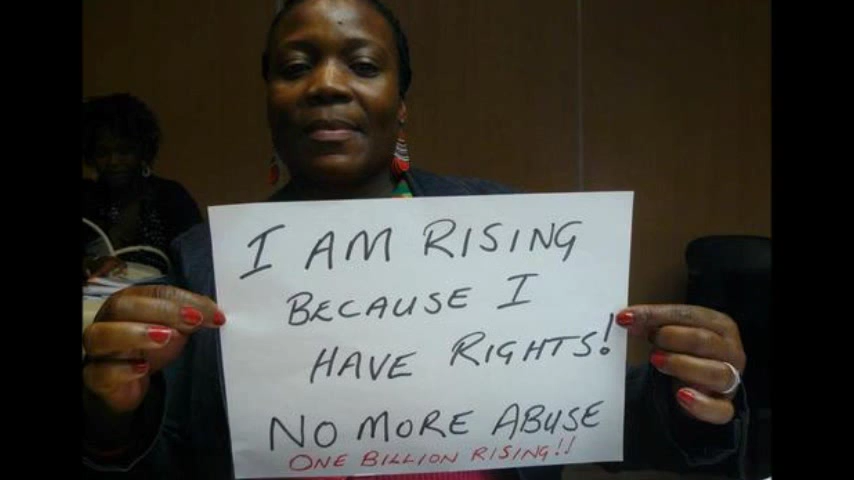 I AM RISING
BECAUSE I
HAVE RIGHTS!
NO MORE ABUSE
ONE BILLION RISING!!